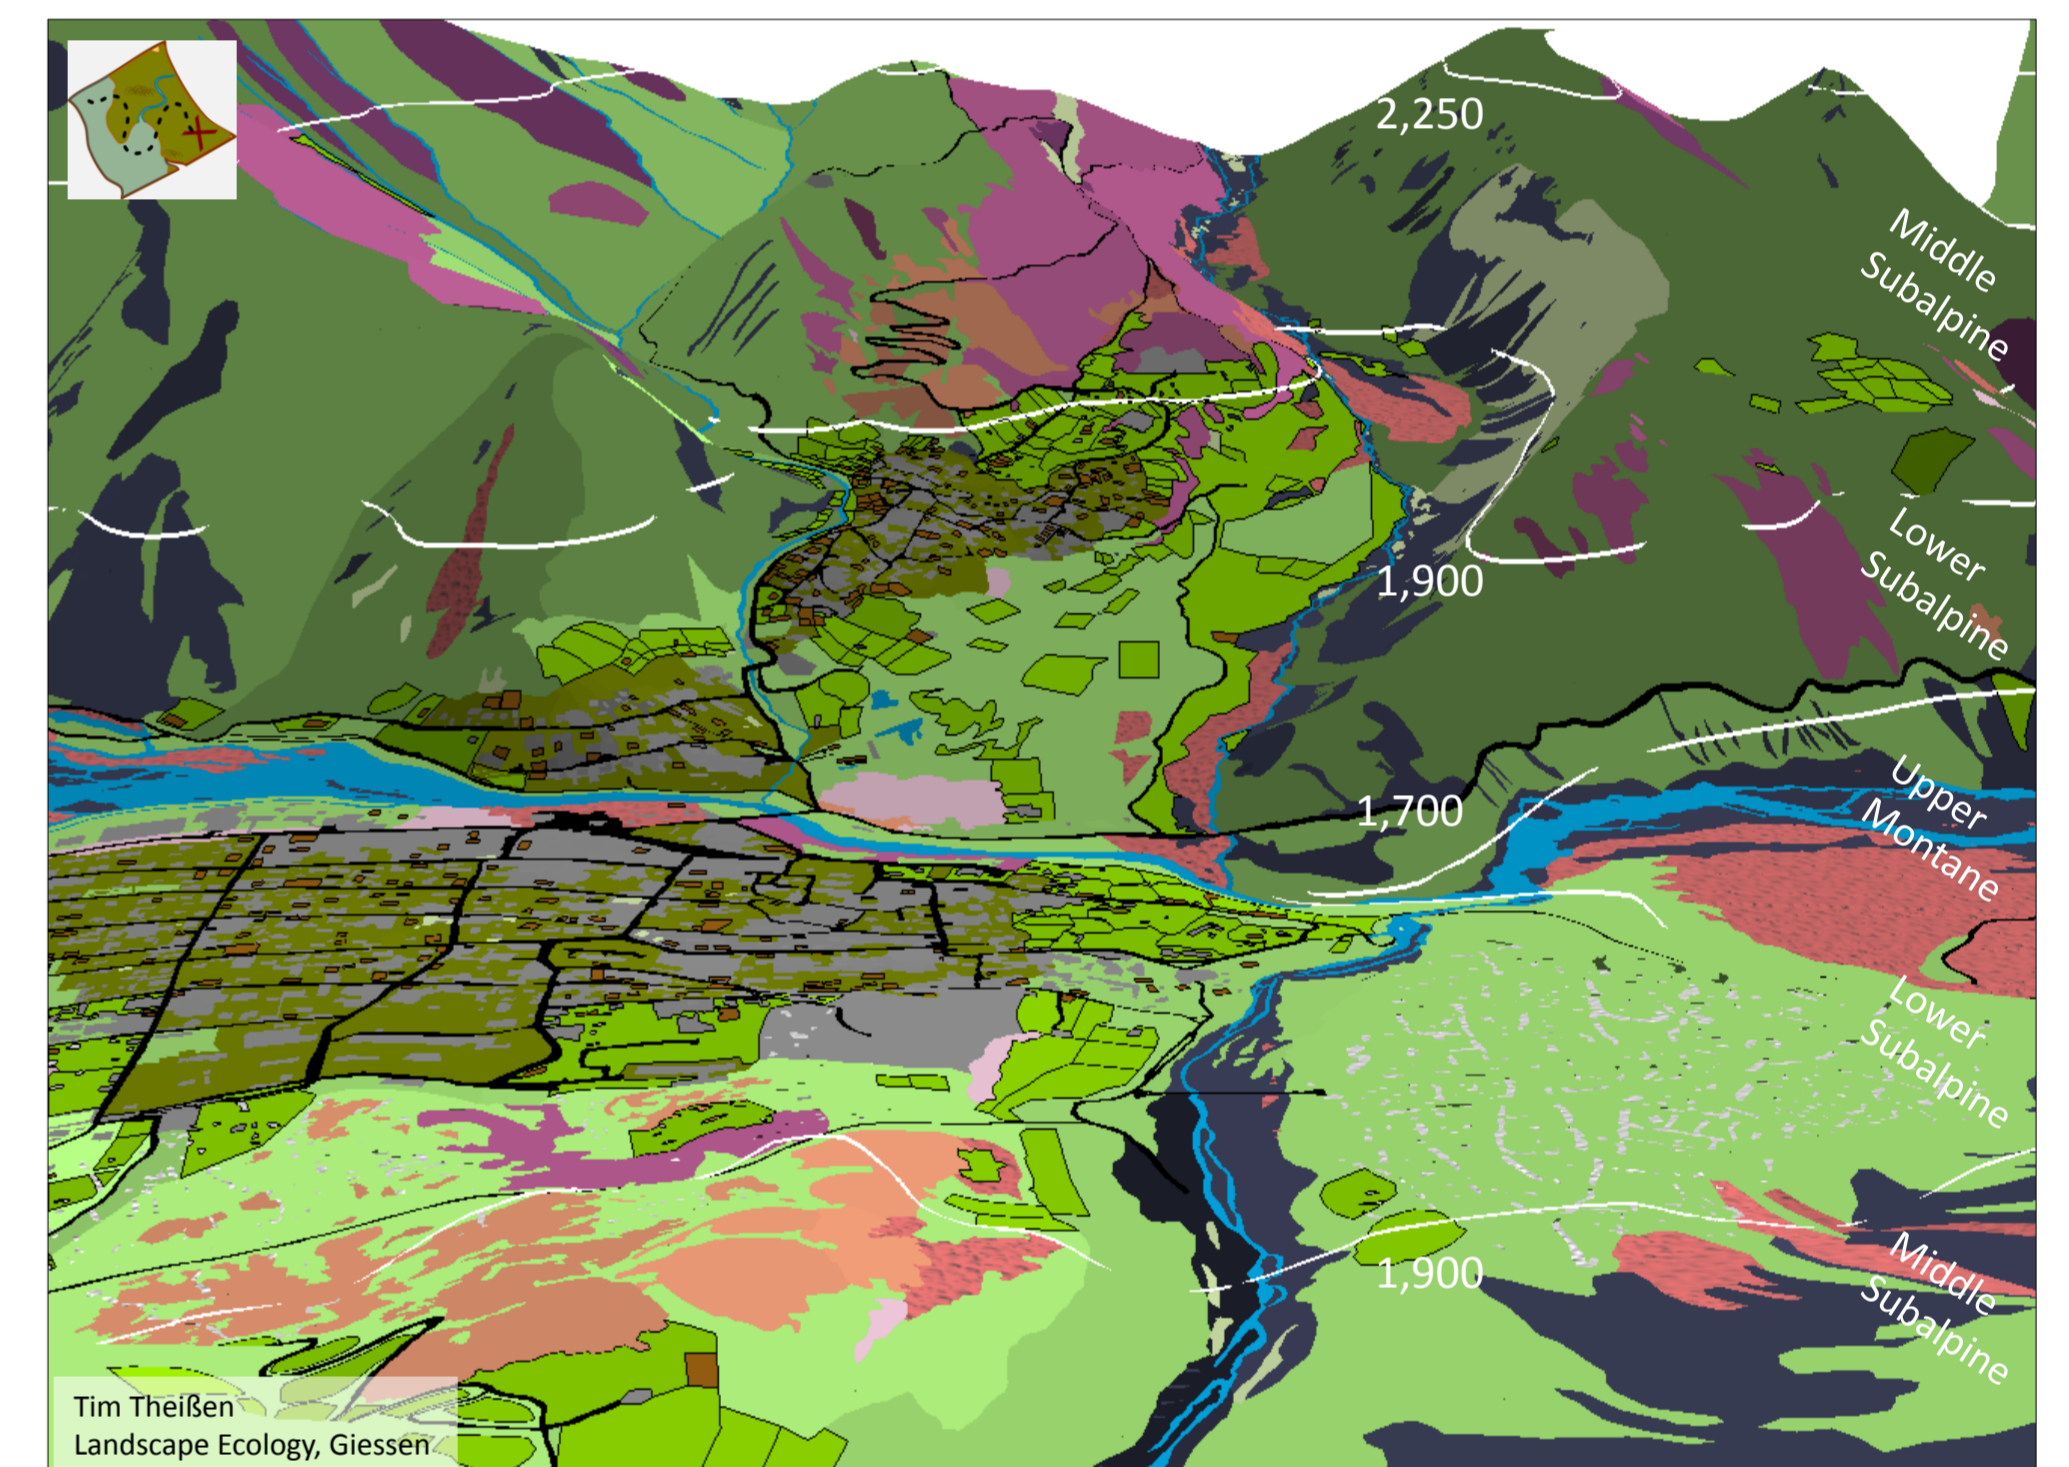 2,250
Middle
Subalpine
Lower
Subalpine
1,900
Upper
Montane
1,700
Lower
Subalpine
Middle
Subalpine
1,900
Tim Theißen
Landscape Ecology, Giessen